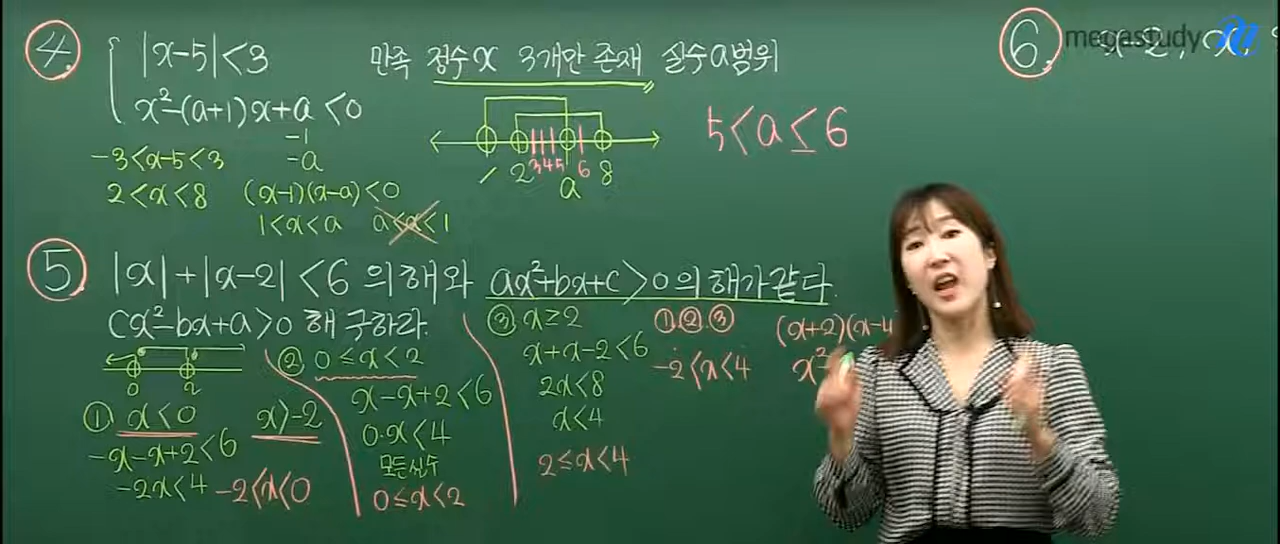 4.
|x-5|<3 만족 정수x 3개만 존재 실수a범위
x²-(a+1)x+a<0
-1
-a
-3<x-5<3
2<x<8
(x-1)(x-a)<0
1<x<a a<x<1
1 2 3 4 5 a 6 8
5<a≤6
5.
|x|+|x-2|<6 의 해와 ax²+bx+c>0 의 해가 같다.
cx²-bx+a>0 해 구하라.
0 2
① x<0 x>-2
-x-x+2<6
-2x<4 -2<x<0
② 0≤x<2
x-x+2<6
0·x<4
모든실수
0≤x<2
③ x≥2
x+x-2<6
2x<8
x<4
2≤x<4
①.②.③
-2<x<4
(x+2)(x-4
x²
6.
x-2, x,
megastudy